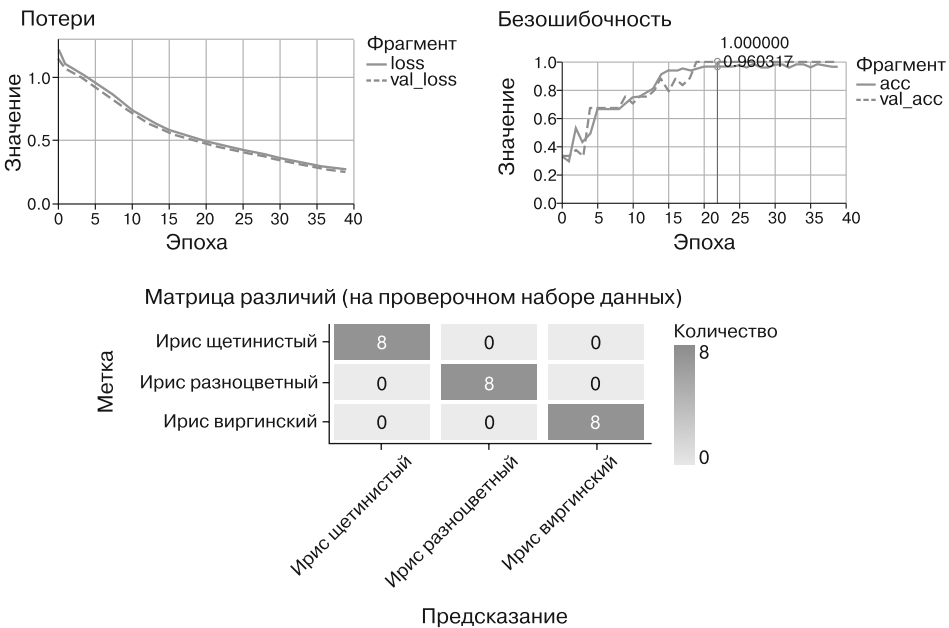 Потери
Фрагмент
loss
val_loss
Значение
1.0
0.5
0.0
0 5 10 15 20 25 30 35 40
Эпоха
Безошибочность
1.000000
0.960317
Фрагмент
acc
val_acc
Значение
1.0
0.8
0.6
0.4
0.2
0.0
0 5 10 15 20 25 30 35 40
Эпоха
Матрица различий (на проверочном наборе данных)
Метка
Ирис щетинистый 8 0 0
Ирис разноцветный 0 8 0
Ирис виргинский 0 0 8
Ирис щетинистый
Ирис разноцветный
Ирис виргинский
Предсказание
Количество
8
0